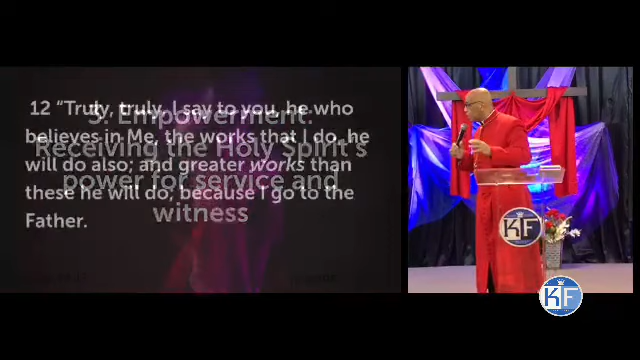 12 “Truly, truly, I say to you, he who
believes in Me, the works that I do, he
will do also; and greater works than
these he will do; because I go to the
Father.
3. Empowerment:
Receiving the Holy Spirit's
power for service and
witness
KF
KF